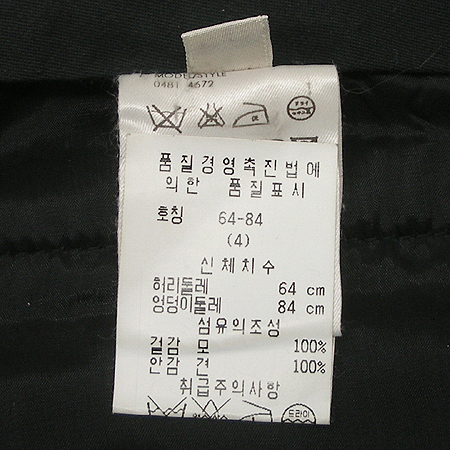 MODEL/STYLE
0481 4672
품질경영촉진법에
의한 품질표시
호칭 64-84
(4)
신체치수
허리둘레 64 cm
엉덩이둘레 84 cm
섬유의조성
겉감 모 100%
안감 견 100%
취급주의사항
드라이